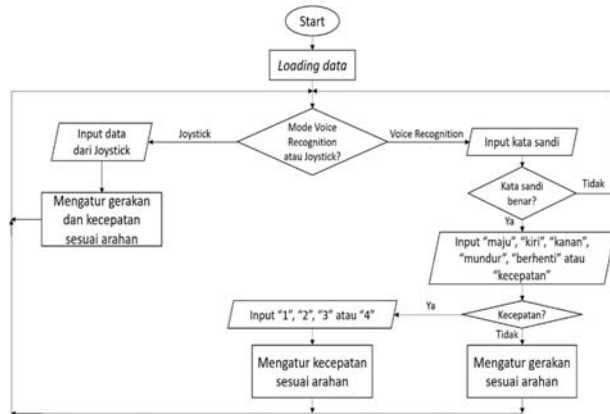 Start
Loading data
Mode Voice
Recognition
atau Joystick?
Joystick
Voice Recognition
Input data
dari Joystick
Mengatur gerakan
dan kecepatan
sesuai arahan
Input kata sandi
Kata sandi
benar?
Tidak
Ya
Input "maju", "kiri", "kanan",
"mundur", "berhenti" atau
"kecepatan"
Kecepatan?
Ya
Tidak
Input "1", "2", "3" atau "4"
Mengatur kecepatan
sesuai arahan
Mengatur gerakan
sesuai arahan